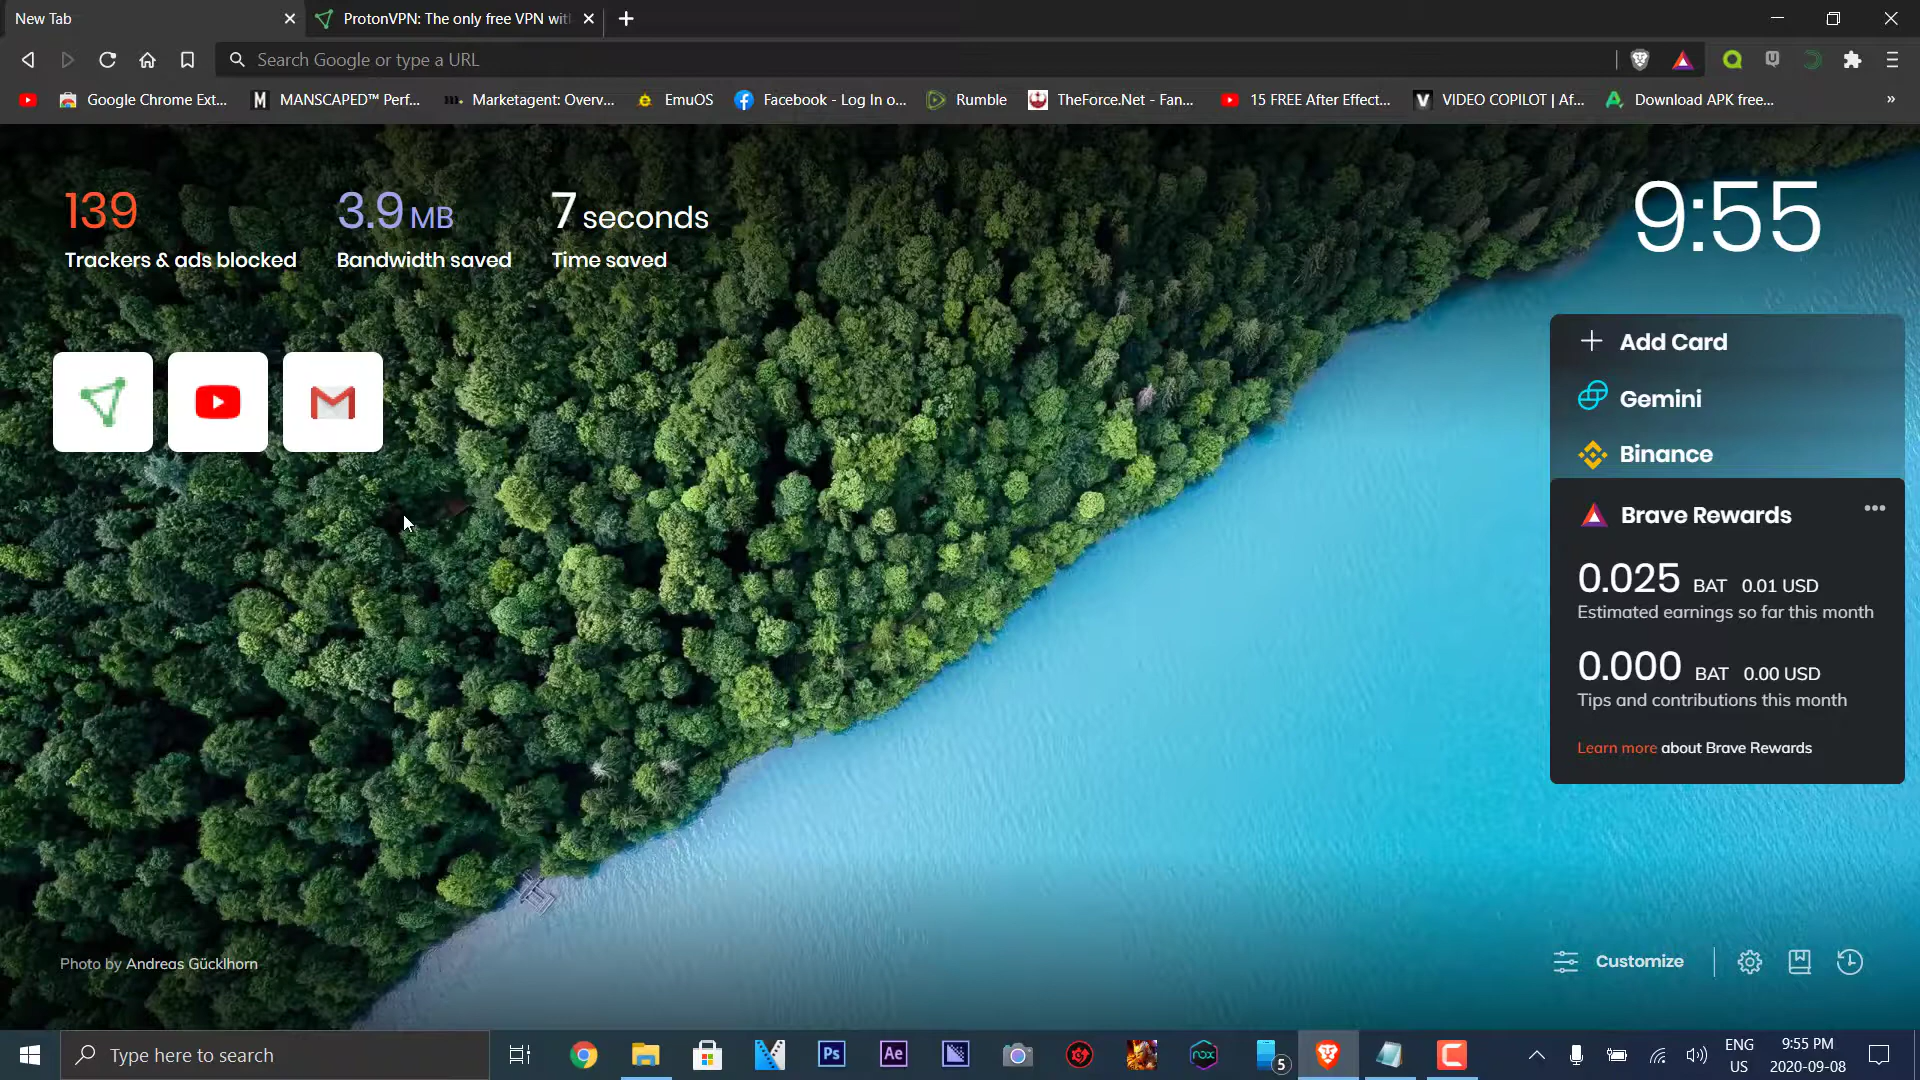 New Tab
ProtonVPN: The only free VPN wit
Search Google or type a URL
Google Chrome Ext...
MANSCAPED™ Perf...
Marketagent: Overv...
EmuOS
Facebook - Log In o...
Rumble
TheForce.Net - Fan...
15 FREE After Effect...
VIDEO COPILOT | Af...
Download APK free...
»
139
Trackers & ads blocked
3.9 MB
Bandwidth saved
7 seconds
Time saved
9:55
Add Card
Gemini
Binance
Brave Rewards
0.025 BAT 0.01 USD
Estimated earnings so far this month
0.000 BAT 0.00 USD
Tips and contributions this month
Learn more about Brave Rewards
Photo by Andreas Gücklhorn
Customize
Type here to search
Ps
Ae
nox
5
ENG
US
9:55 PM
2020-09-08